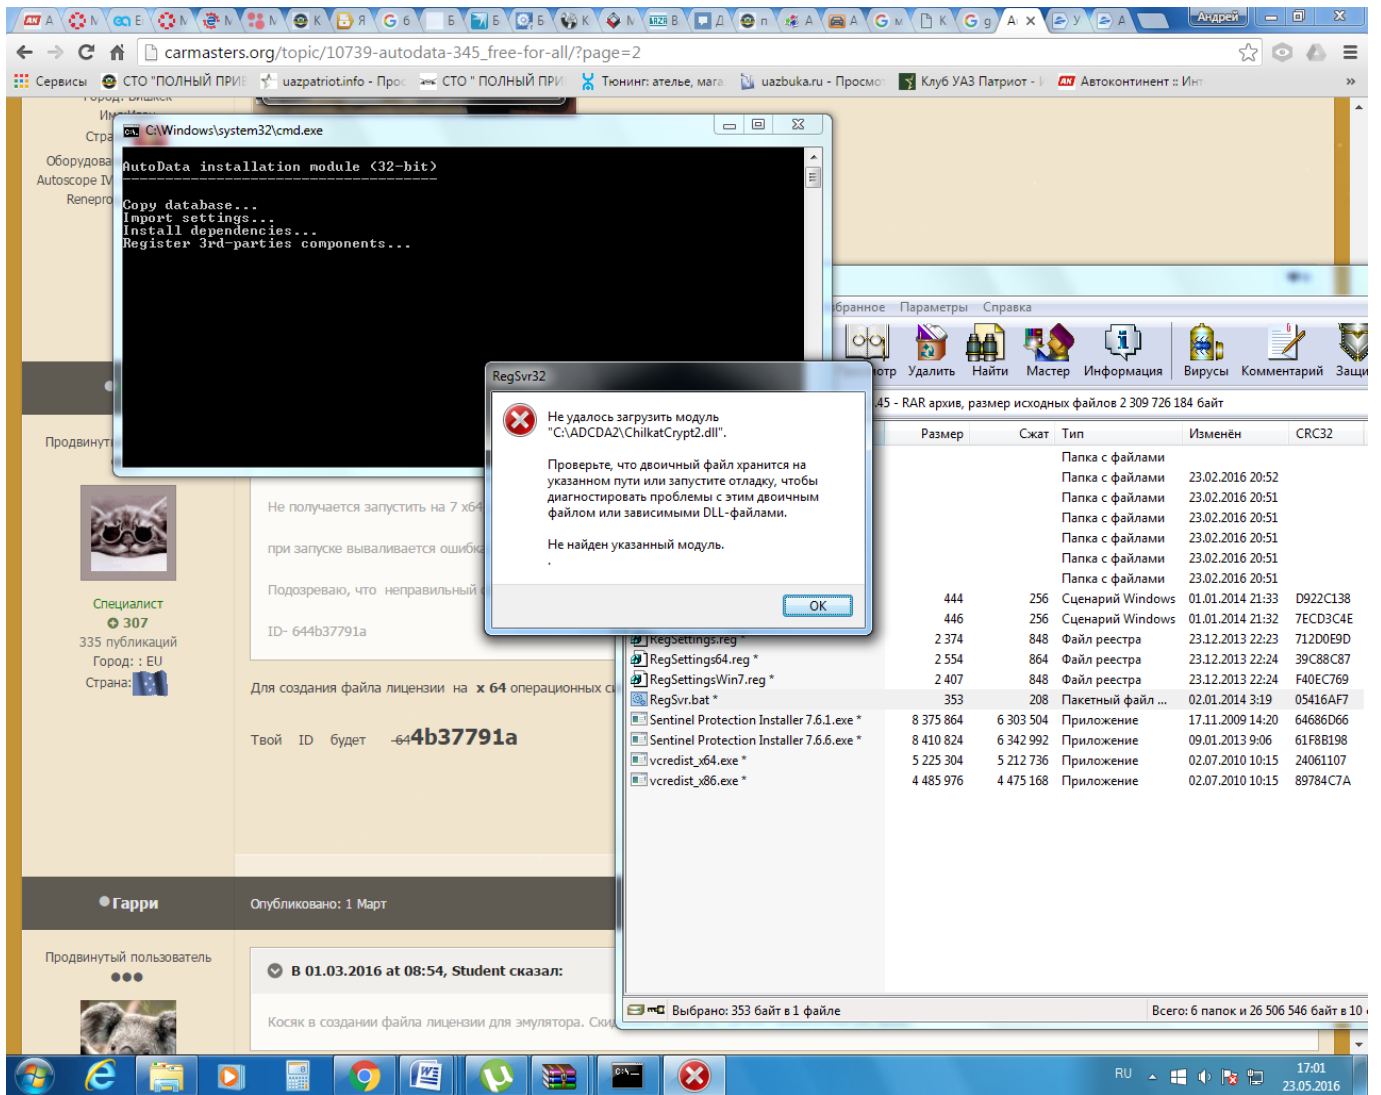 Андрей
carmasters.org/topic/10739-autodata-345_free-for-all/?page=2
Сервисы
СТО "ПОЛНЫЙ ПРИВ
uazpatriot.info - Прос
СТО " ПОЛНЫЙ ПРИ
Тюнинг: ателье, мага
uazbuka.ru - Просмот
Клуб УАЗ Патриот - И
Автоконтинент :: Инт
»
C:\Windows\system32\cmd.exe
AutoData installation module (32-bit)
Copy database...
Import settings...
Install dependencies...
Register 3rd-parties components...
Город: Бишкек
Стра
Оборудова
Autoscope IV
Renepro
бранное Параметры Справка
отр Удалить Найти Мастер Информация Вирусы Комментарий Защи
.45 - RAR архив, размер исходных файлов 2 309 726 184 байт
Размер Сжат Тип Изменён CRC32
Папка с файлами
Папка с файлами 23.02.2016 20:52
Папка с файлами 23.02.2016 20:51
Папка с файлами 23.02.2016 20:51
Папка с файлами 23.02.2016 20:51
Папка с файлами 23.02.2016 20:51
Папка с файлами 23.02.2016 20:51
444 256 Сценарий Windows 01.01.2014 21:33 D922C138
446 256 Сценарий Windows 01.01.2014 21:32 7ECD3C4E
RegSettings.reg * 2 374 848 Файл реестра 23.12.2013 22:23 712D0E9D
RegSettings64.reg * 2 554 864 Файл реестра 23.12.2013 22:24 39C88C87
RegSettingsWin7.reg * 2 407 848 Файл реестра 23.12.2013 22:24 F40EC769
RegSvr.bat * 353 208 Пакетный файл ... 02.01.2014 3:19 05416AF7
Sentinel Protection Installer 7.6.1.exe * 8 375 864 6 303 504 Приложение 17.11.2009 14:20 64686D66
Sentinel Protection Installer 7.6.6.exe * 8 410 824 6 342 992 Приложение 09.01.2013 9:06 61F8B198
vcredist_x64.exe * 5 225 304 5 212 736 Приложение 02.07.2010 10:15 24061107
vcredist_x86.exe * 4 485 976 4 475 168 Приложение 02.07.2010 10:15 89784C7A
Выбрано: 353 байт в 1 файле
Всего: 6 папок и 26 506 546 байт в 10
RegSvr32
Не удалось загрузить модуль
"C:\ADCDA2\ChilkatCrypt2.dll".
Проверьте, что двоичный файл хранится на
указанном пути или запустите отладку, чтобы
диагностировать проблемы с этим двоичным
файлом или зависимыми DLL-файлами.
Не найден указанный модуль.
.
OK
Продвинуты
Специалист
307
335 публикаций
Город: : EU
Страна:
Не получается запустить на 7 x64
при запуске вываливается ошибка
Подозреваю, что неправильный
ID- 644b37791a
Для создания файла лицензии на x 64 операционных си
Твой ID будет 644b37791a
Гарри
Опубликовано: 1 Март
Продвинутый пользователь
В 01.03.2016 at 08:54, Student сказал:
Косяк в создании файла лицензии для эмулятора. Ски
RU
17:01
23.05.2016